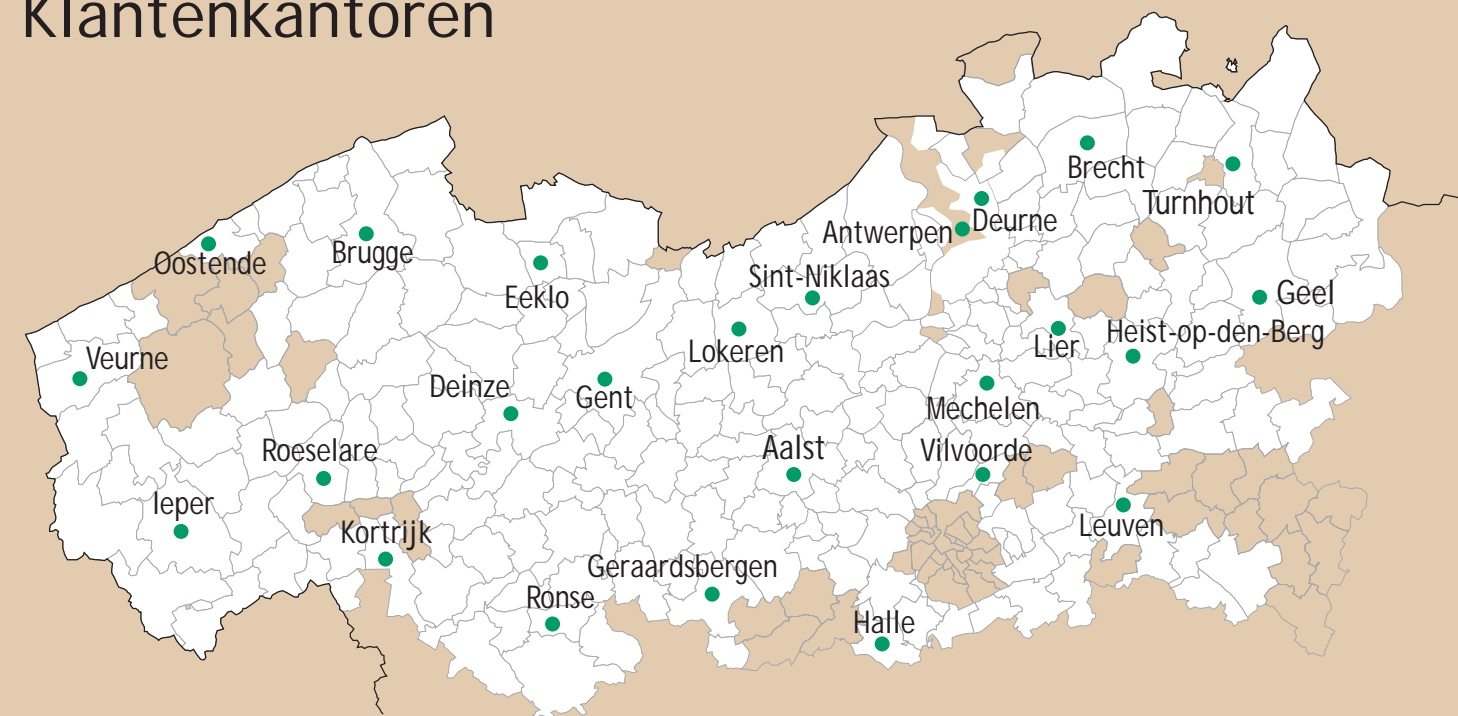 Klantenkantoren
Brecht
Turnhout
Deurne
Antwerpen
Brugge
Oostende
Sint-Niklaas
Eeklo
Geel
Heist-op-den-Berg
Lier
Lokeren
Veurne
Deinze
Gent
Mechelen
Aalst
Vilvoorde
Roeselare
Ieper
Leuven
Kortrijk
Geraardsbergen
Ronse
Halle